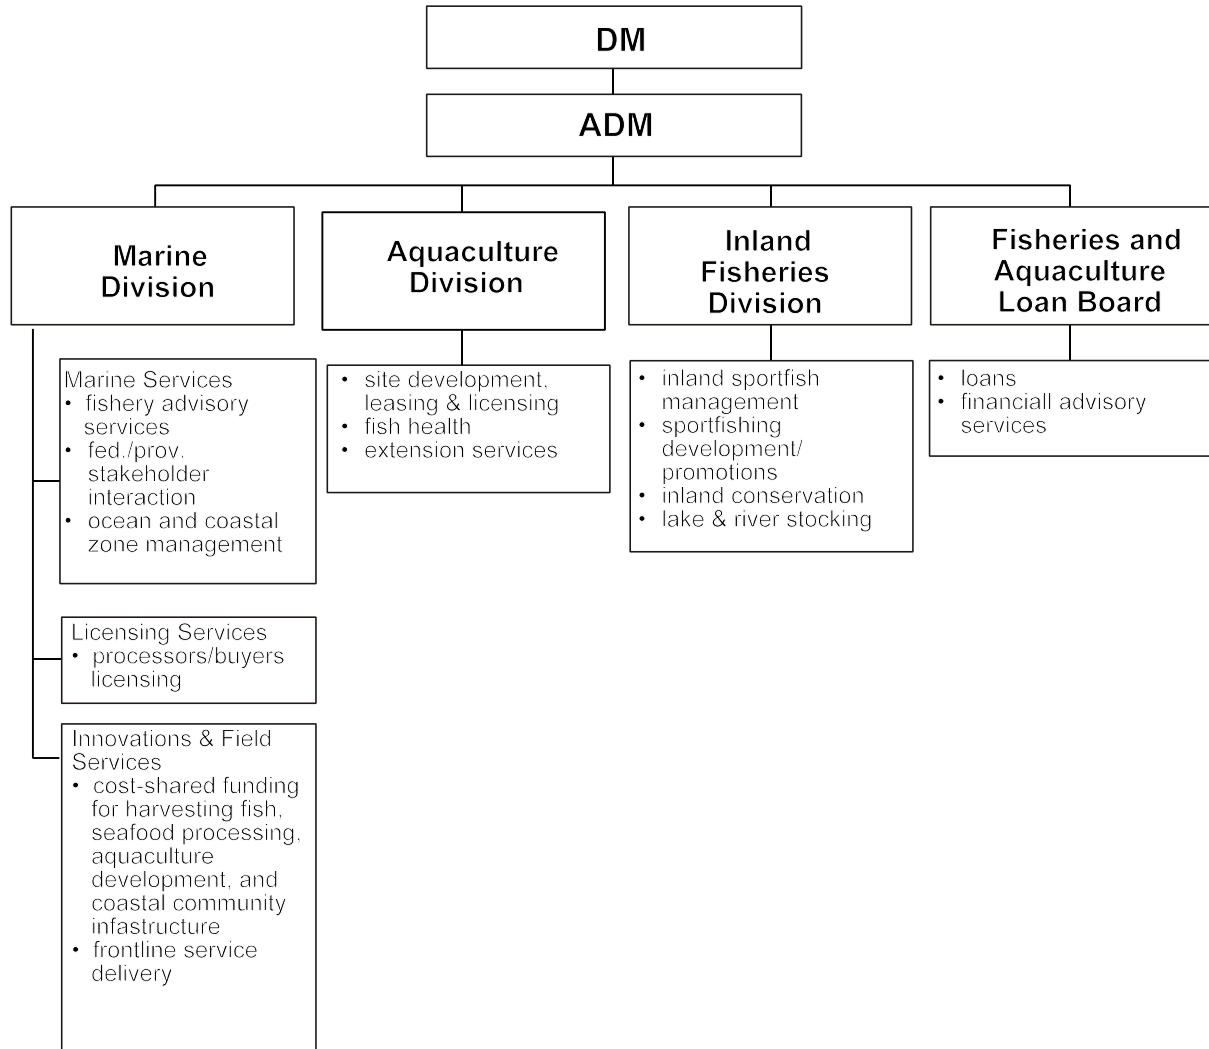 DM
ADM
Marine
Division
Aquaculture
Division
Inland
Fisheries
Division
Fisheries and
Aquaculture
Loan Board
Marine Services
• fishery advisory
services
• fed./prov.
stakeholder
interaction
• ocean and coastal
zone management
Licensing Services
• processors/buyers
licensing
Innovations & Field
Services
• cost-shared funding
for harvesting fish,
seafood processing,
aquaculture
development, and
coastal community
infastructure
• frontline service
delivery
• site development,
leasing & licensing
• fish health
• extension services
• inland sportfish
management
• sportfishing
development/
promotions
• inland conservation
• lake & river stocking
• loans
• financiall advisory
services